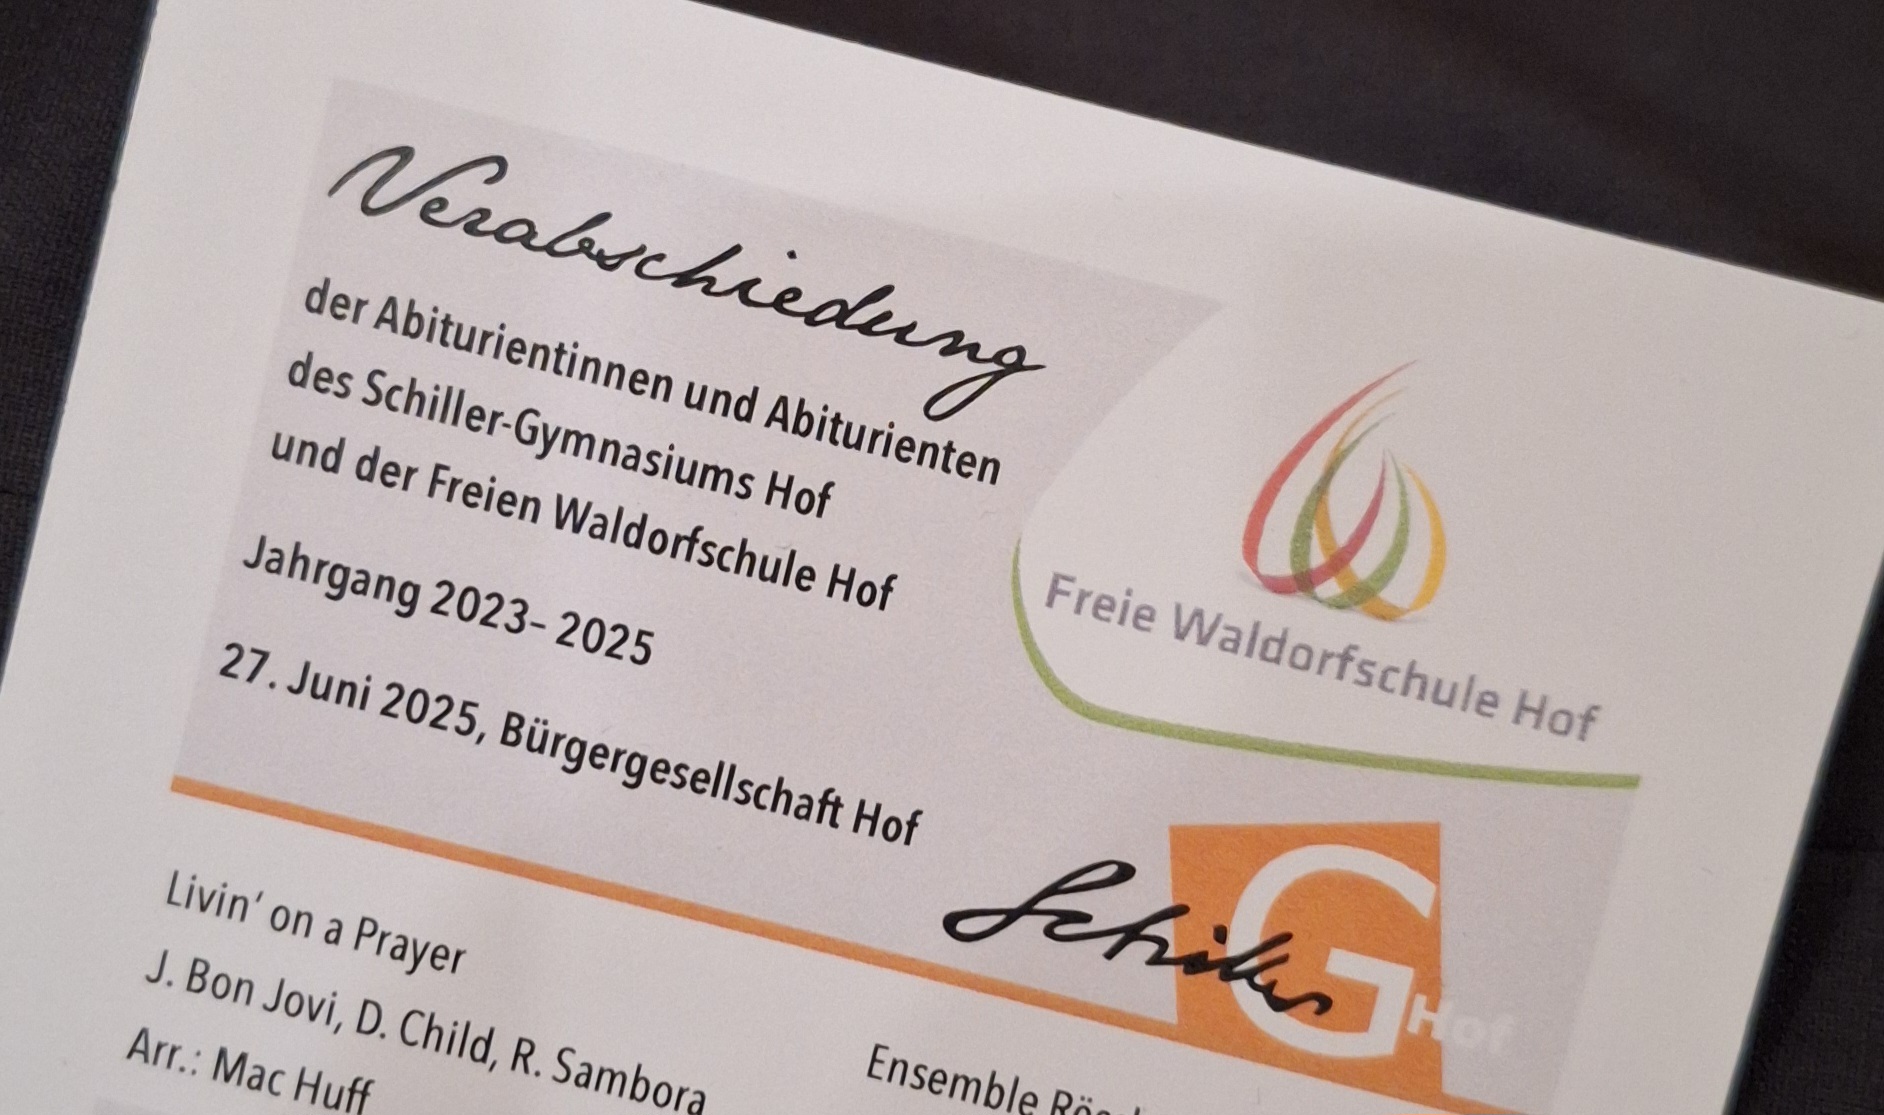 Verabschiedung
der Abiturientinnen und Abiturienten
des Schiller-Gymnasiums Hof
und der Freien Waldorfschule Hof
Jahrgang 2023– 2025
27. Juni 2025, Bürgergesellschaft Hof
Freie Waldorfschule Hof
Schiller
G Hof
Livin’ on a Prayer
J. Bon Jovi, D. Child, R. Sambora
Arr.: Mac Huff
Ensemble